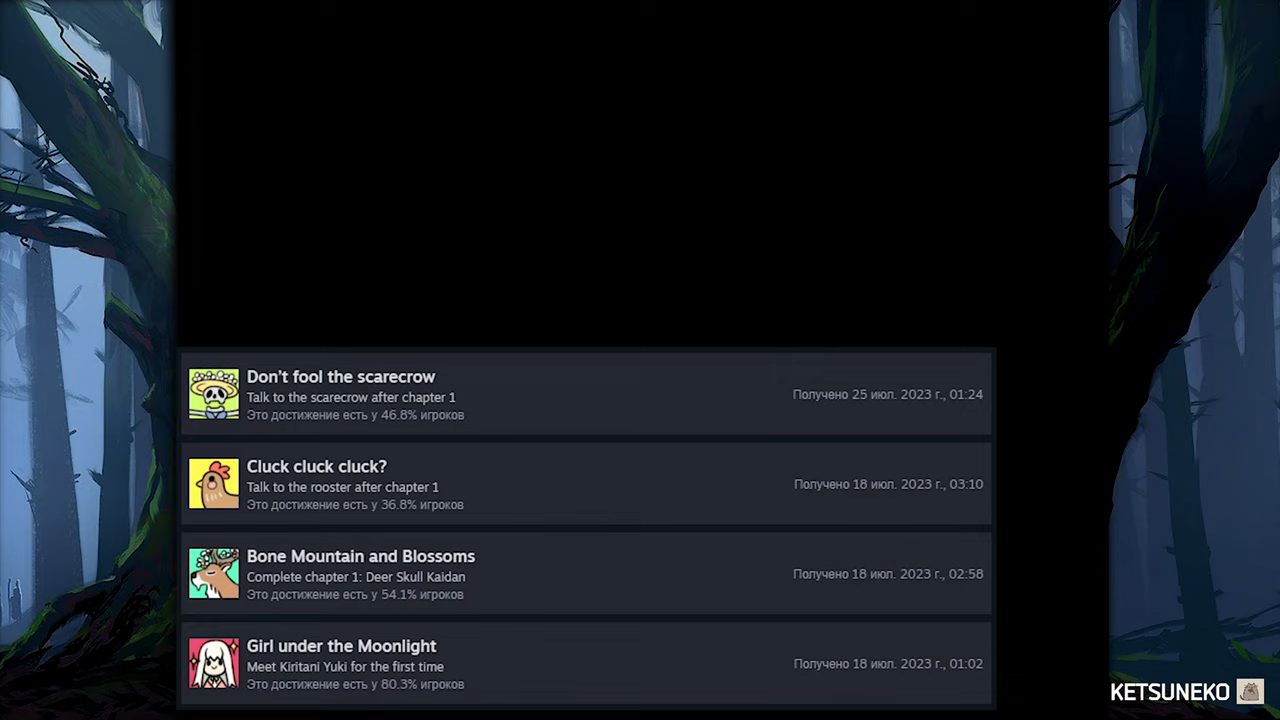 Don't fool the scarecrow
Talk to the scarecrow after chapter 1
Это достижение есть у 46.8% игроков
Получено 25 июл. 2023 г., 01:24
Cluck cluck cluck?
Talk to the rooster after chapter 1
Это достижение есть у 36.8% игроков
Получено 18 июл. 2023 г., 03:10
Bone Mountain and Blossoms
Complete chapter 1: Deer Skull Kaidan
Это достижение есть у 54.1% игроков
Получено 18 июл. 2023 г., 02:58
Girl under the Moonlight
Meet Kiritani Yuki for the first time
Это достижение есть у 80.3% игроков
Получено 18 июл. 2023 г., 01:02
KETSUNEKO